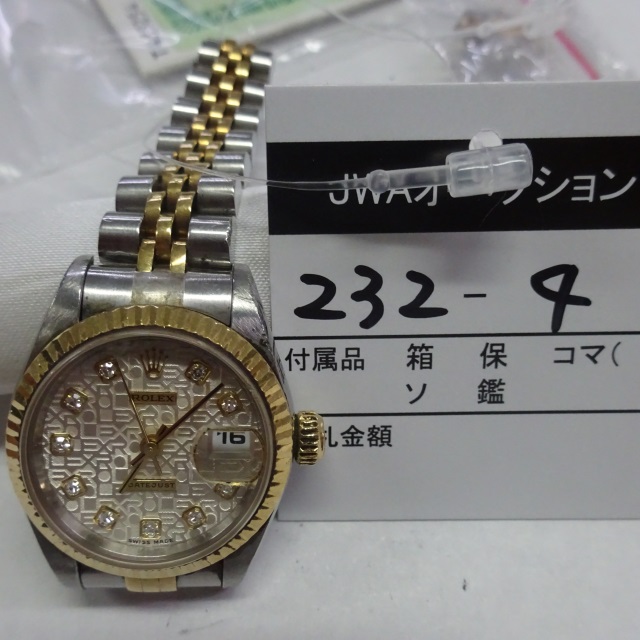 JWAオークション
232-4
付属品 箱 保 コマ(
ソ 鑑
札金額
ROLEX
16
DATEJUST
SWISS MADE